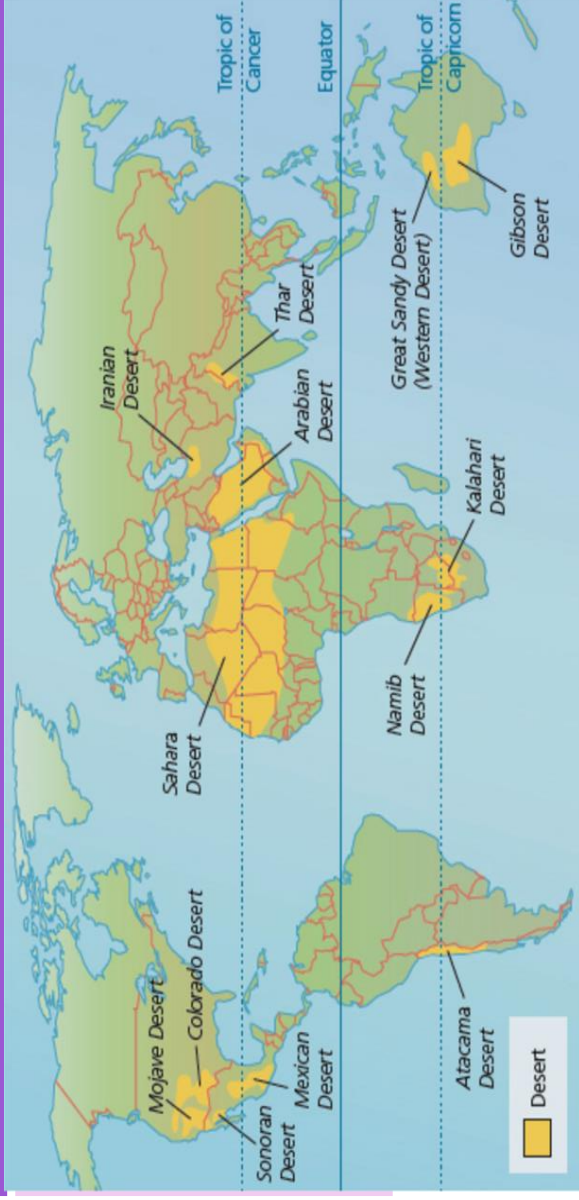 Tropic of
Cancer
Equator
Tropic of
Capricorn
Iranian
Desert
Thar
Desert
Arabian
Desert
Great Sandy Desert
(Western Desert)
Gibson
Desert
Kalahari
Desert
Namib
Desert
Sahara
Desert
Mojave Desert
Colorado Desert
Sonoran
Desert
Mexican
Desert
Atacama
Desert
Desert